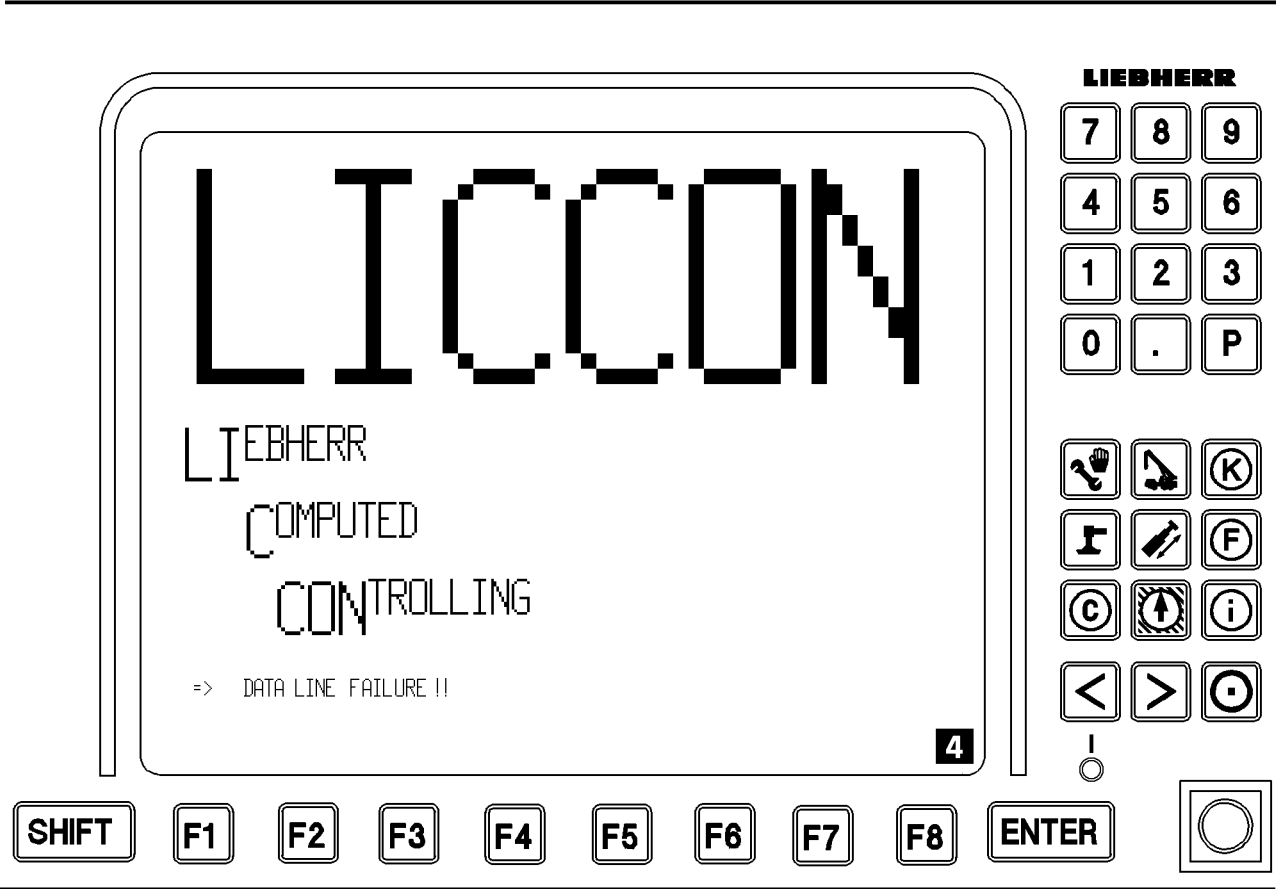 LIEBHERR
LICCON
LIEBHERR
COMPUTED
CONTROLLING
=> DATA LINE FAILURE !!
4
7 8 9
4 5 6
1 2 3
0 . P
K
F
C i
< >
I
SHIFT F1 F2 F3 F4 F5 F6 F7 F8 ENTER